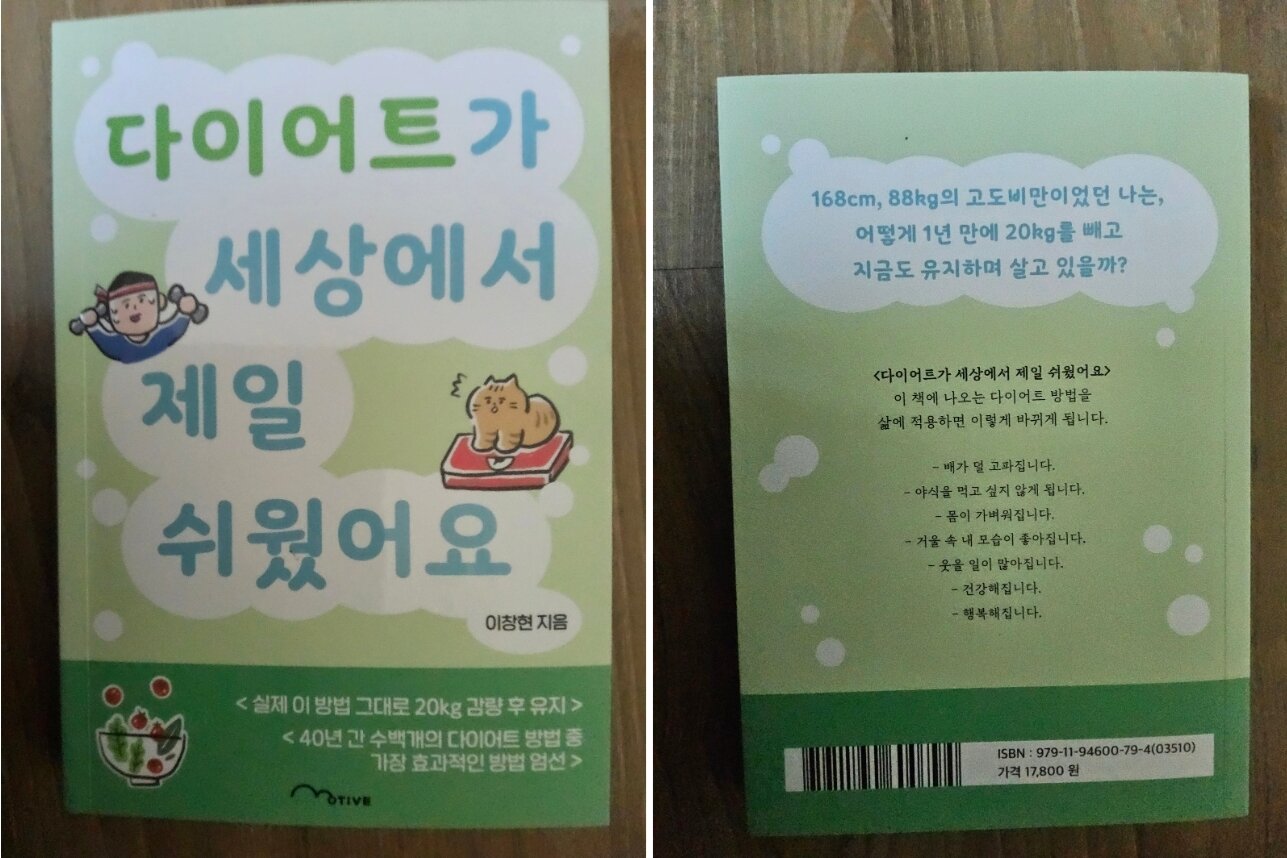 다이어트가
세상에서
제일
쉬웠어요
이창현 지음
< 실제 이 방법 그대로 20kg 감량 후 유지 >
< 40년 간 수백개의 다이어트 방법 중
가장 효과적인 방법 엄선 >
MOTIVE
168cm, 88kg의 고도비만이었던 나는,
어떻게 1년 만에 20kg를 빼고
지금도 유지하며 살고 있을까?
<다이어트가 세상에서 제일 쉬웠어요>
이 책에 나오는 다이어트 방법을
삶에 적용하면 이렇게 바뀌게 됩니다.
- 배가 덜 고파집니다.
- 야식을 먹고 싶지 않게 됩니다.
- 몸이 가벼워집니다.
- 거울 속 내 모습이 좋아집니다.
- 웃을 일이 많아집니다.
- 건강해집니다.
- 행복해집니다.
ISBN : 979-11-94600-79-4(03510)
가격 17,800 원